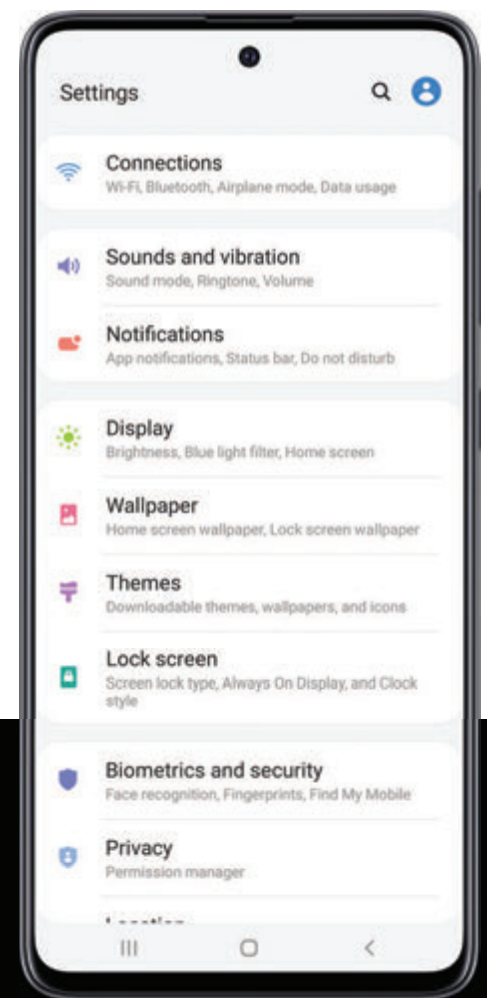 Settings
Connections
Wi-Fi, Bluetooth, Airplane mode, Data usage
Sounds and vibration
Sound mode, Ringtone, Volume
Notifications
App notifications, Status bar, Do not disturb
Display
Brightness, Blue light filter, Home screen
Wallpaper
Home screen wallpaper, Lock screen wallpaper
Themes
Downloadable themes, wallpapers, and icons
Lock screen
Screen lock type, Always On Display, and Clock
style
Biometrics and security
Face recognition, Fingerprints, Find My Mobile
Privacy
Permission manager